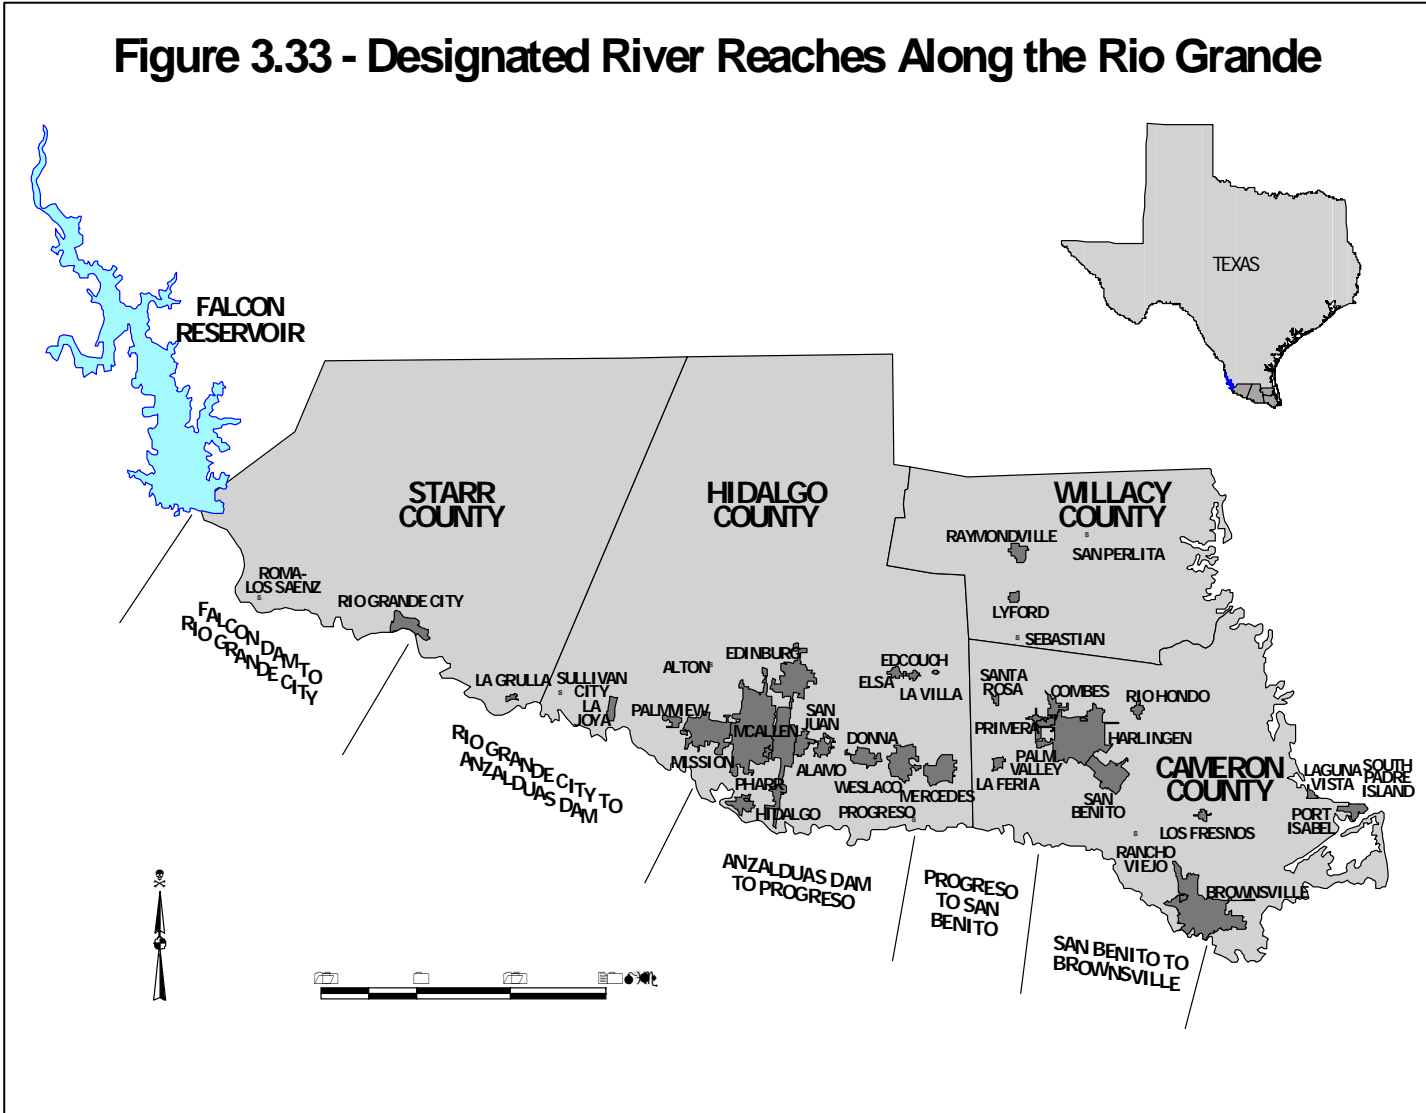 Figure 3.33 - Designated River Reaches Along the Rio Grande
TEXAS
FALCON
RESERVOIR
STARR
COUNTY
HIDALGO
COUNTY
WILLACY
COUNTY
RAYMONDVILLE
S
SAN PERLITA
LYFORD
S
SEBASTIAN
ROMA-
LOS SAENZ
S
RIO GRANDE CITY
LA GRULLA
SULLIVAN
CITY
S
LA
JOYA
ALTON
S
EDINBURG
PALMVIEW
MCALLEN
SAN
JUAN
MISSION
PHARR
HIDALGO
ALAMO
DONNA
WESLACO
MERCEDES
PROGRESO
S
EDCOUCH
ELSA
LA VILLA
SANTA
ROSA
COMBES
RIO HONDO
PRIMERA
HARLINGEN
PALM
VALLEY
LA FERIA
SAN
BENITO
CAMERON
COUNTY
LAGUNA
VISTA
SOUTH
PADRE
ISLAND
PORT
ISABEL
LOS FRESNOS
S
RANCHO
VIEJO
BROWNSVILLE
FALCON DAM TO
RIO GRANDE CITY
RIO GRANDE CITY TO
ANZALDUAS DAM
ANZALDUAS DAM
TO PROGRESO
PROGRESO
TO SAN
BENITO
SAN BENITO TO
BROWNSVILLE